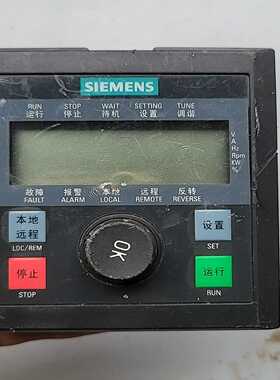 SIEMENS
RUN STOP WAIT SETTING TUNE
运行 停止 待机 设置 调谐
V
A
Hz
Rpm
KW
%
故障 报警 本地 远程 反转
FAULT ALARM LOCAL REMOTE REVERSE
本地
远程
LOC/REM
设置
SET
OK
停止
STOP
运行
RUN